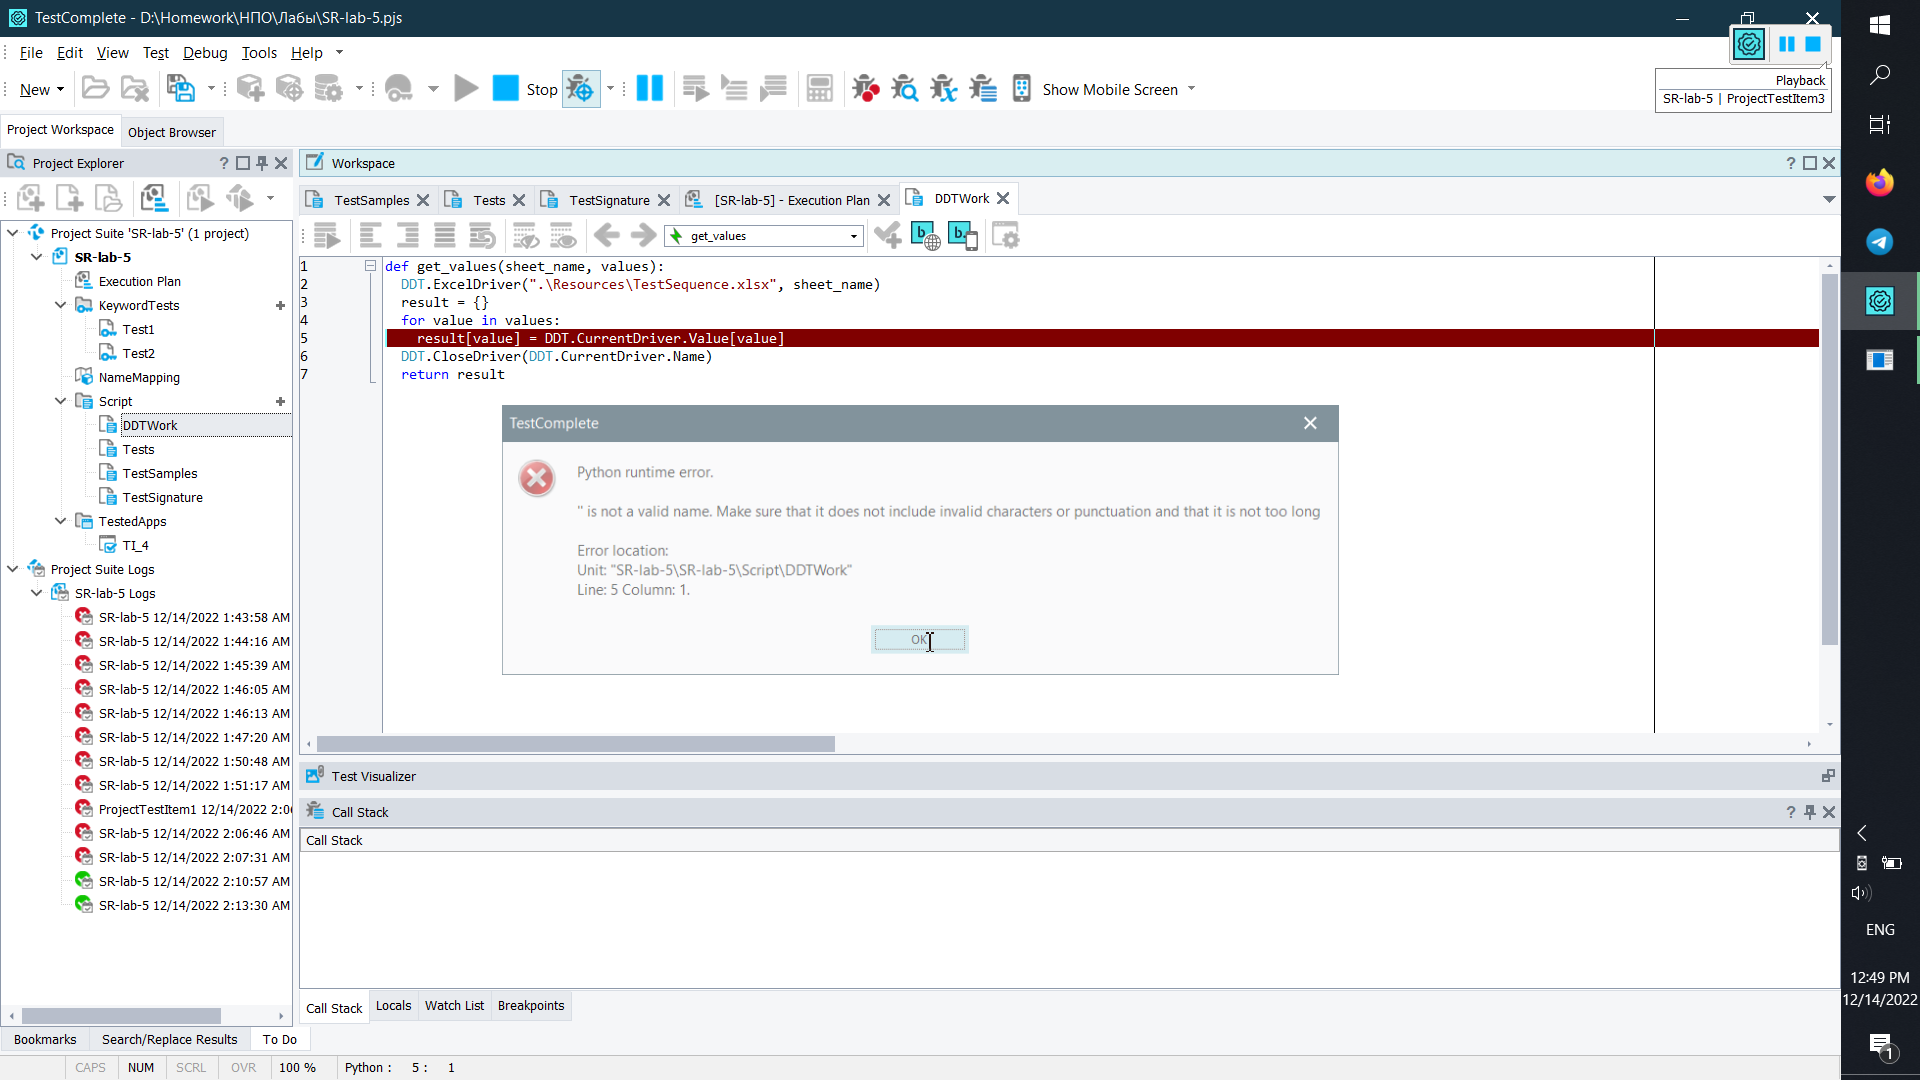 TestComplete - D:\Homework\НПО\Лабы\SR-lab-5.pjs
File Edit View Test Debug Tools Help
New Stop Show Mobile Screen
Playback
SR-lab-5 | ProjectTestItem3
Project Workspace Object Browser
Project Explorer
Workspace
TestSamples Tests TestSignature [SR-lab-5] - Execution Plan DDTWork
get_values
Project Suite 'SR-lab-5' (1 project)
SR-lab-5
Execution Plan
KeywordTests
Test1
Test2
NameMapping
Script
DDTWork
Tests
TestSamples
TestSignature
TestedApps
TI_4
Project Suite Logs
SR-lab-5 Logs
SR-lab-5 12/14/2022 1:43:58 AM
SR-lab-5 12/14/2022 1:44:16 AM
SR-lab-5 12/14/2022 1:45:39 AM
SR-lab-5 12/14/2022 1:46:05 AM
SR-lab-5 12/14/2022 1:46:13 AM
SR-lab-5 12/14/2022 1:47:20 AM
SR-lab-5 12/14/2022 1:50:48 AM
SR-lab-5 12/14/2022 1:51:17 AM
ProjectTestItem1 12/14/2022 2:0
SR-lab-5 12/14/2022 2:06:46 AM
SR-lab-5 12/14/2022 2:07:31 AM
SR-lab-5 12/14/2022 2:10:57 AM
SR-lab-5 12/14/2022 2:13:30 AM
1 def get_values(sheet_name, values):
2 DDT.ExcelDriver(".\Resources\TestSequence.xlsx", sheet_name)
3 result = {}
4 for value in values:
5 result[value] = DDT.CurrentDriver.Value[value]
6 DDT.CloseDriver(DDT.CurrentDriver.Name)
7 return result
TestComplete
Python runtime error.
'' is not a valid name. Make sure that it does not include invalid characters or punctuation and that it is not too long
Error location:
Unit: "SR-lab-5\SR-lab-5\Script\DDTWork"
Line: 5 Column: 1.
OK
Test Visualizer
Call Stack
Call Stack
Call Stack Locals Watch List Breakpoints
Bookmarks Search/Replace Results To Do
CAPS NUM SCRL OVR 100 % Python : 5 : 1
ENG
12:49 PM
12/14/2022
1